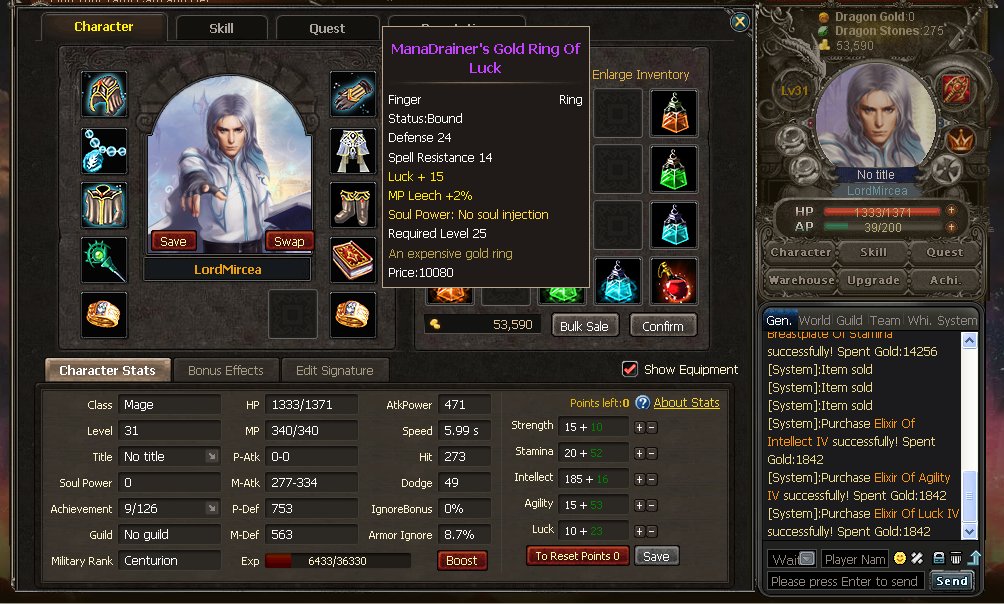 Character
Skill
Quest
ManaDrainer's Gold Ring Of
Luck
Finger Ring
Status:Bound
Defense 24
Spell Resistance 14
Luck + 15
MP Leech +2%
Soul Power: No soul injection
Required Level 25
An expensive gold ring
Price:10080
Enlarge Inventory
Save
Swap
LordMircea
53,590
Bulk Sale
Confirm
Character Stats
Bonus Effects
Edit Signature
Show Equipment
Class Mage HP 1333/1371 AtkPower 471
Level 31 MP 340/340 Speed 5.99 s
Title No title P-Atk 0-0 Hit 273
Soul Power 0 M-Atk 277-334 Dodge 49
Achievement 9/126 P-Def 753 IgnoreBonus 0%
Guild No guild M-Def 563 Armor Ignore 8.7%
Military Rank Centurion Exp 6433/36330 Boost
Points left:0 ? About Stats
Strength 15 + 10 + -
Stamina 20 + 52 + -
Intellect 185 + 16 + -
Agility 15 + 53 + -
Luck 10 + 23 + -
To Reset Points 0 Save
Dragon Gold:0
Dragon Stones:275
53,590
Lv31
No title
LordMircea
HP 1333/1371 +
AP 39/200 +
Character Skill Quest
Warehouse Upgrade Achi.
Gen. World Guild Team Whi. System
Breastplate Of Stamina
successfully! Spent Gold:14256
[System]:Item sold
[System]:Item sold
[System]:Item sold
[System]:Purchase Elixir Of
Intellect IV successfully! Spent
Gold:1842
[System]:Purchase Elixir Of Agility
IV successfully! Spent Gold:1842
[System]:Purchase Elixir Of Luck IV
successfully! Spent Gold:1842
Player Nam
Please press Enter to send Send